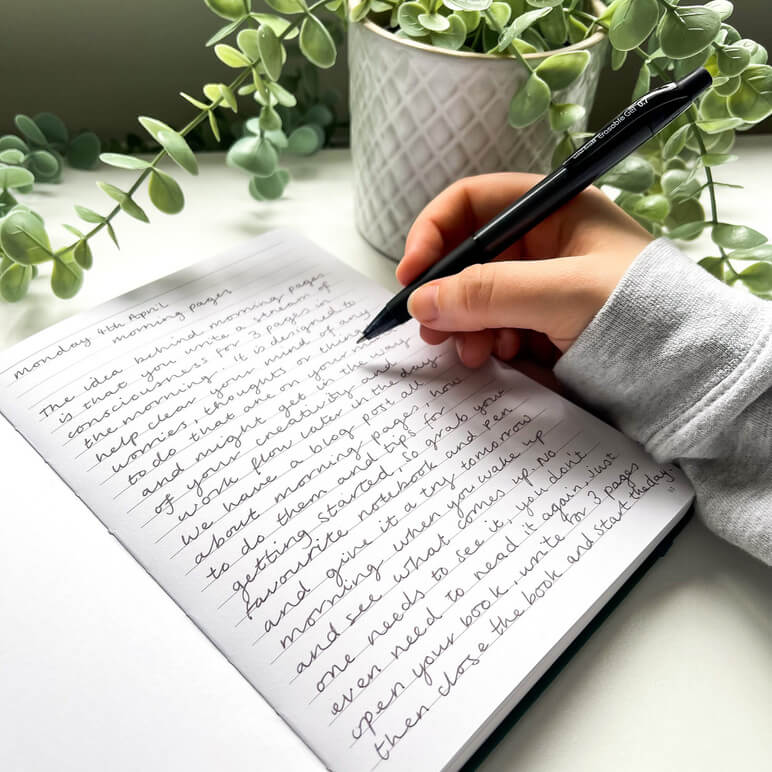 monday 4th April
morning pages
The idea behind morning pages
is that you write a stream of
consciousness for 3 pages in
the morning. It is designed to
help clear your mind of any
worries, thoughts or things
to do that are on your
and might get in the way
of your creativity and
work flow later in the day
We have a blog post all
about morning pages, how
to do them and tips for
getting started, so grab your
favourite notebook and pen
and give it a try tomorrow
morning when you wake up
and see what comes up. No
one needs to see it, you don't
even need to read it again, just
open your book, write for 3 pages
then close the book and start the day.
Erasable Gel 0.7